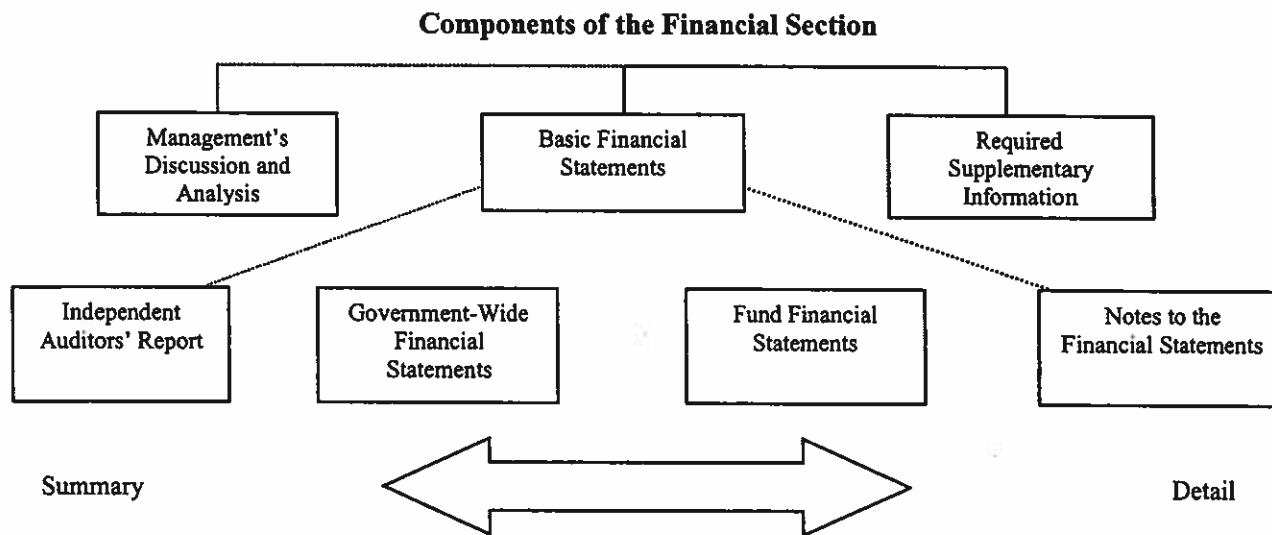 Components of the Financial Section
Management's
Discussion and
Analysis
Basic Financial
Statements
Required
Supplementary
Information
Independent
Auditors' Report
Government-Wide
Financial
Statements
Fund Financial
Statements
Notes to the
Financial Statements
Summary
Detail